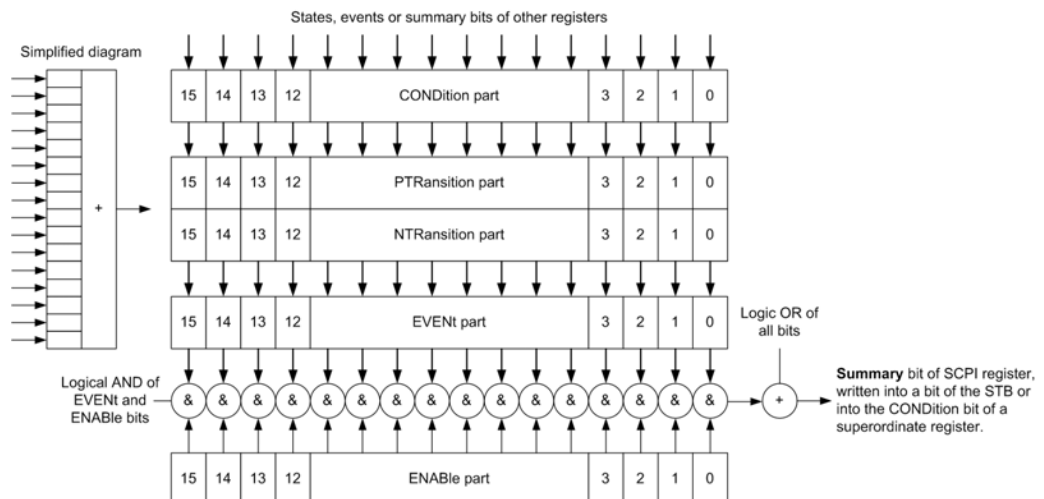 States, events or summary bits of other registers
Simplified diagram
15 14 13 12 CONDition part 3 2 1 0
15 14 13 12 PTRansition part 3 2 1 0
+
15 14 13 12 NTRansition part 3 2 1 0
15 14 13 12 EVENt part 3 2 1 0
Logic OR of
all bits
Logical AND of
EVENt and
ENABle bits
& & & & & & & & & & & & & & & &
+
Summary bit of SCPI register,
written into a bit of the STB or
into the CONDition bit of a
superordinate register.
15 14 13 12 ENABle part 3 2 1 0